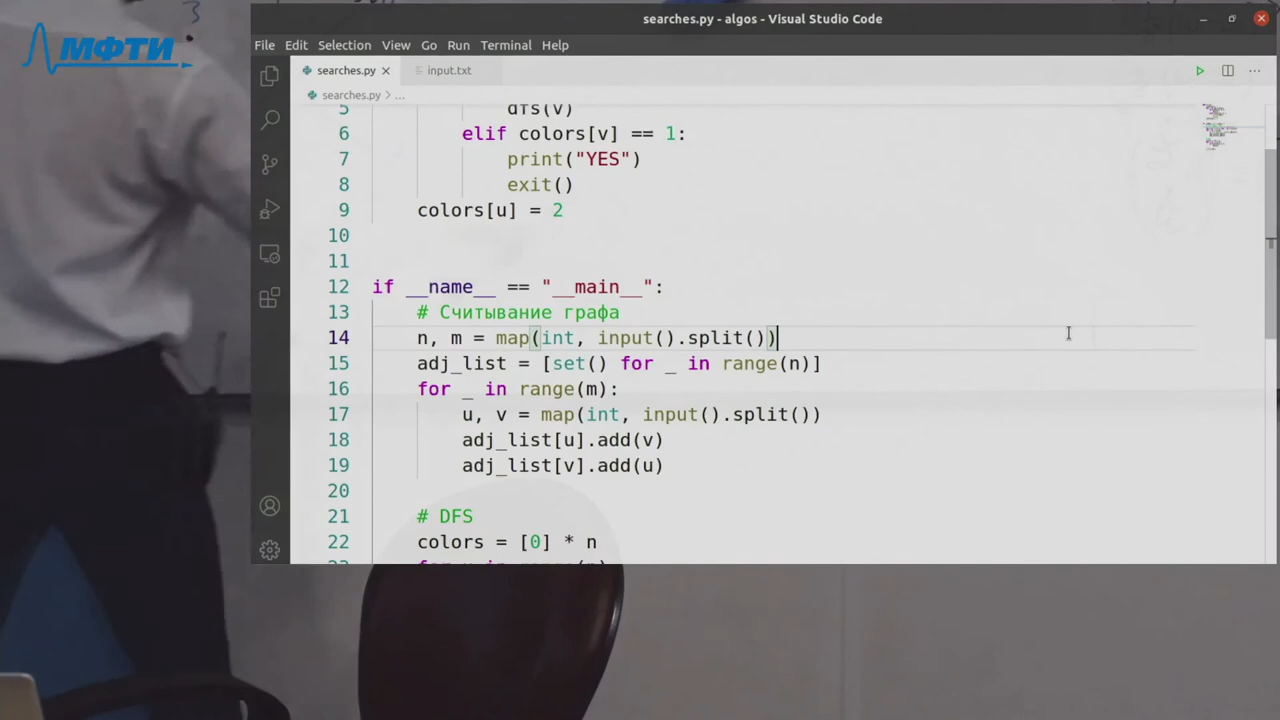 3
МФТИ
searches.py - algos - Visual Studio Code
File Edit Selection View Go Run Terminal Help
searches.py input.txt
searches.py > ...
5 dfs(v)
6 elif colors[v] == 1:
7 print("YES")
8 exit()
9 colors[u] = 2
10
11
12 if __name__ == "__main__":
13 # Считывание графа
14 n, m = map(int, input().split())
15 adj_list = [set() for _ in range(n)]
16 for _ in range(m):
17 u, v = map(int, input().split())
18 adj_list[u].add(v)
19 adj_list[v].add(u)
20
21 # DFS
22 colors = [0] * n